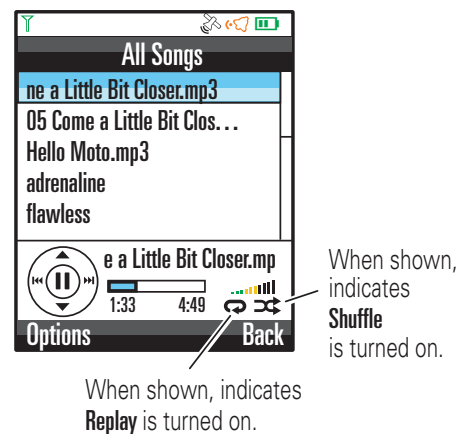 All Songs
ne a Little Bit Closer.mp3
05 Come a Little Bit Clos...
Hello Moto.mp3
adrenaline
flawless
e a Little Bit Closer.mp
1:33 4:49
Options Back
When shown,
indicates
Shuffle
is turned on.
When shown, indicates
Replay is turned on.